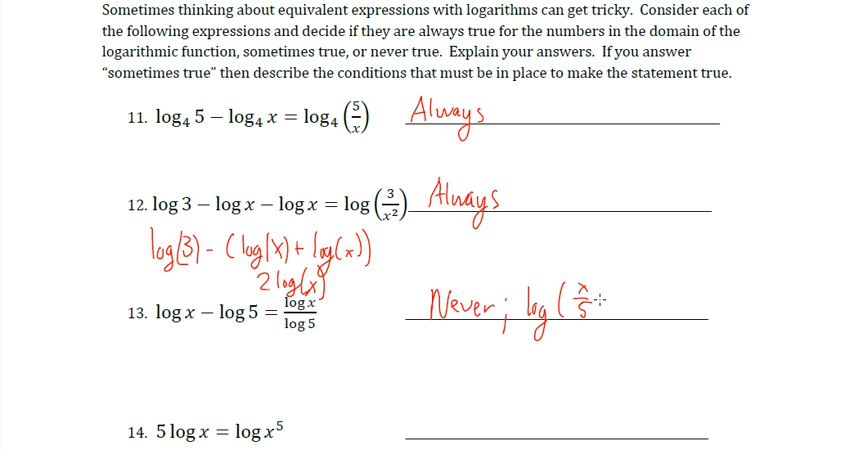 Sometimes thinking about equivalent expressions with logarithms can get tricky. Consider each of
the following expressions and decide if they are always true for the numbers in the domain of the
logarithmic function, sometimes true, or never true. Explain your answers. If you answer
“sometimes true” then describe the conditions that must be in place to make the statement true.
11. log₄ 5 − log₄ x = log₄ (5/x) Always
12. log 3 − log x − log x = log (3/x²) Always
log(3) - (log(x) + log(x))
2 log(x)
13. log x − log 5 = log x / log 5 Never; log (x/5
14. 5 log x = log x⁵